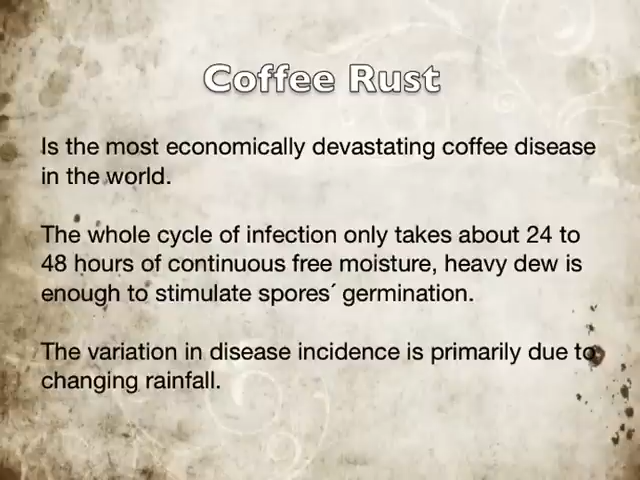 Coffee Rust
Is the most economically devastating coffee disease
in the world.
The whole cycle of infection only takes about 24 to
48 hours of continuous free moisture, heavy dew is
enough to stimulate spores´ germination.
The variation in disease incidence is primarily due to
changing rainfall.